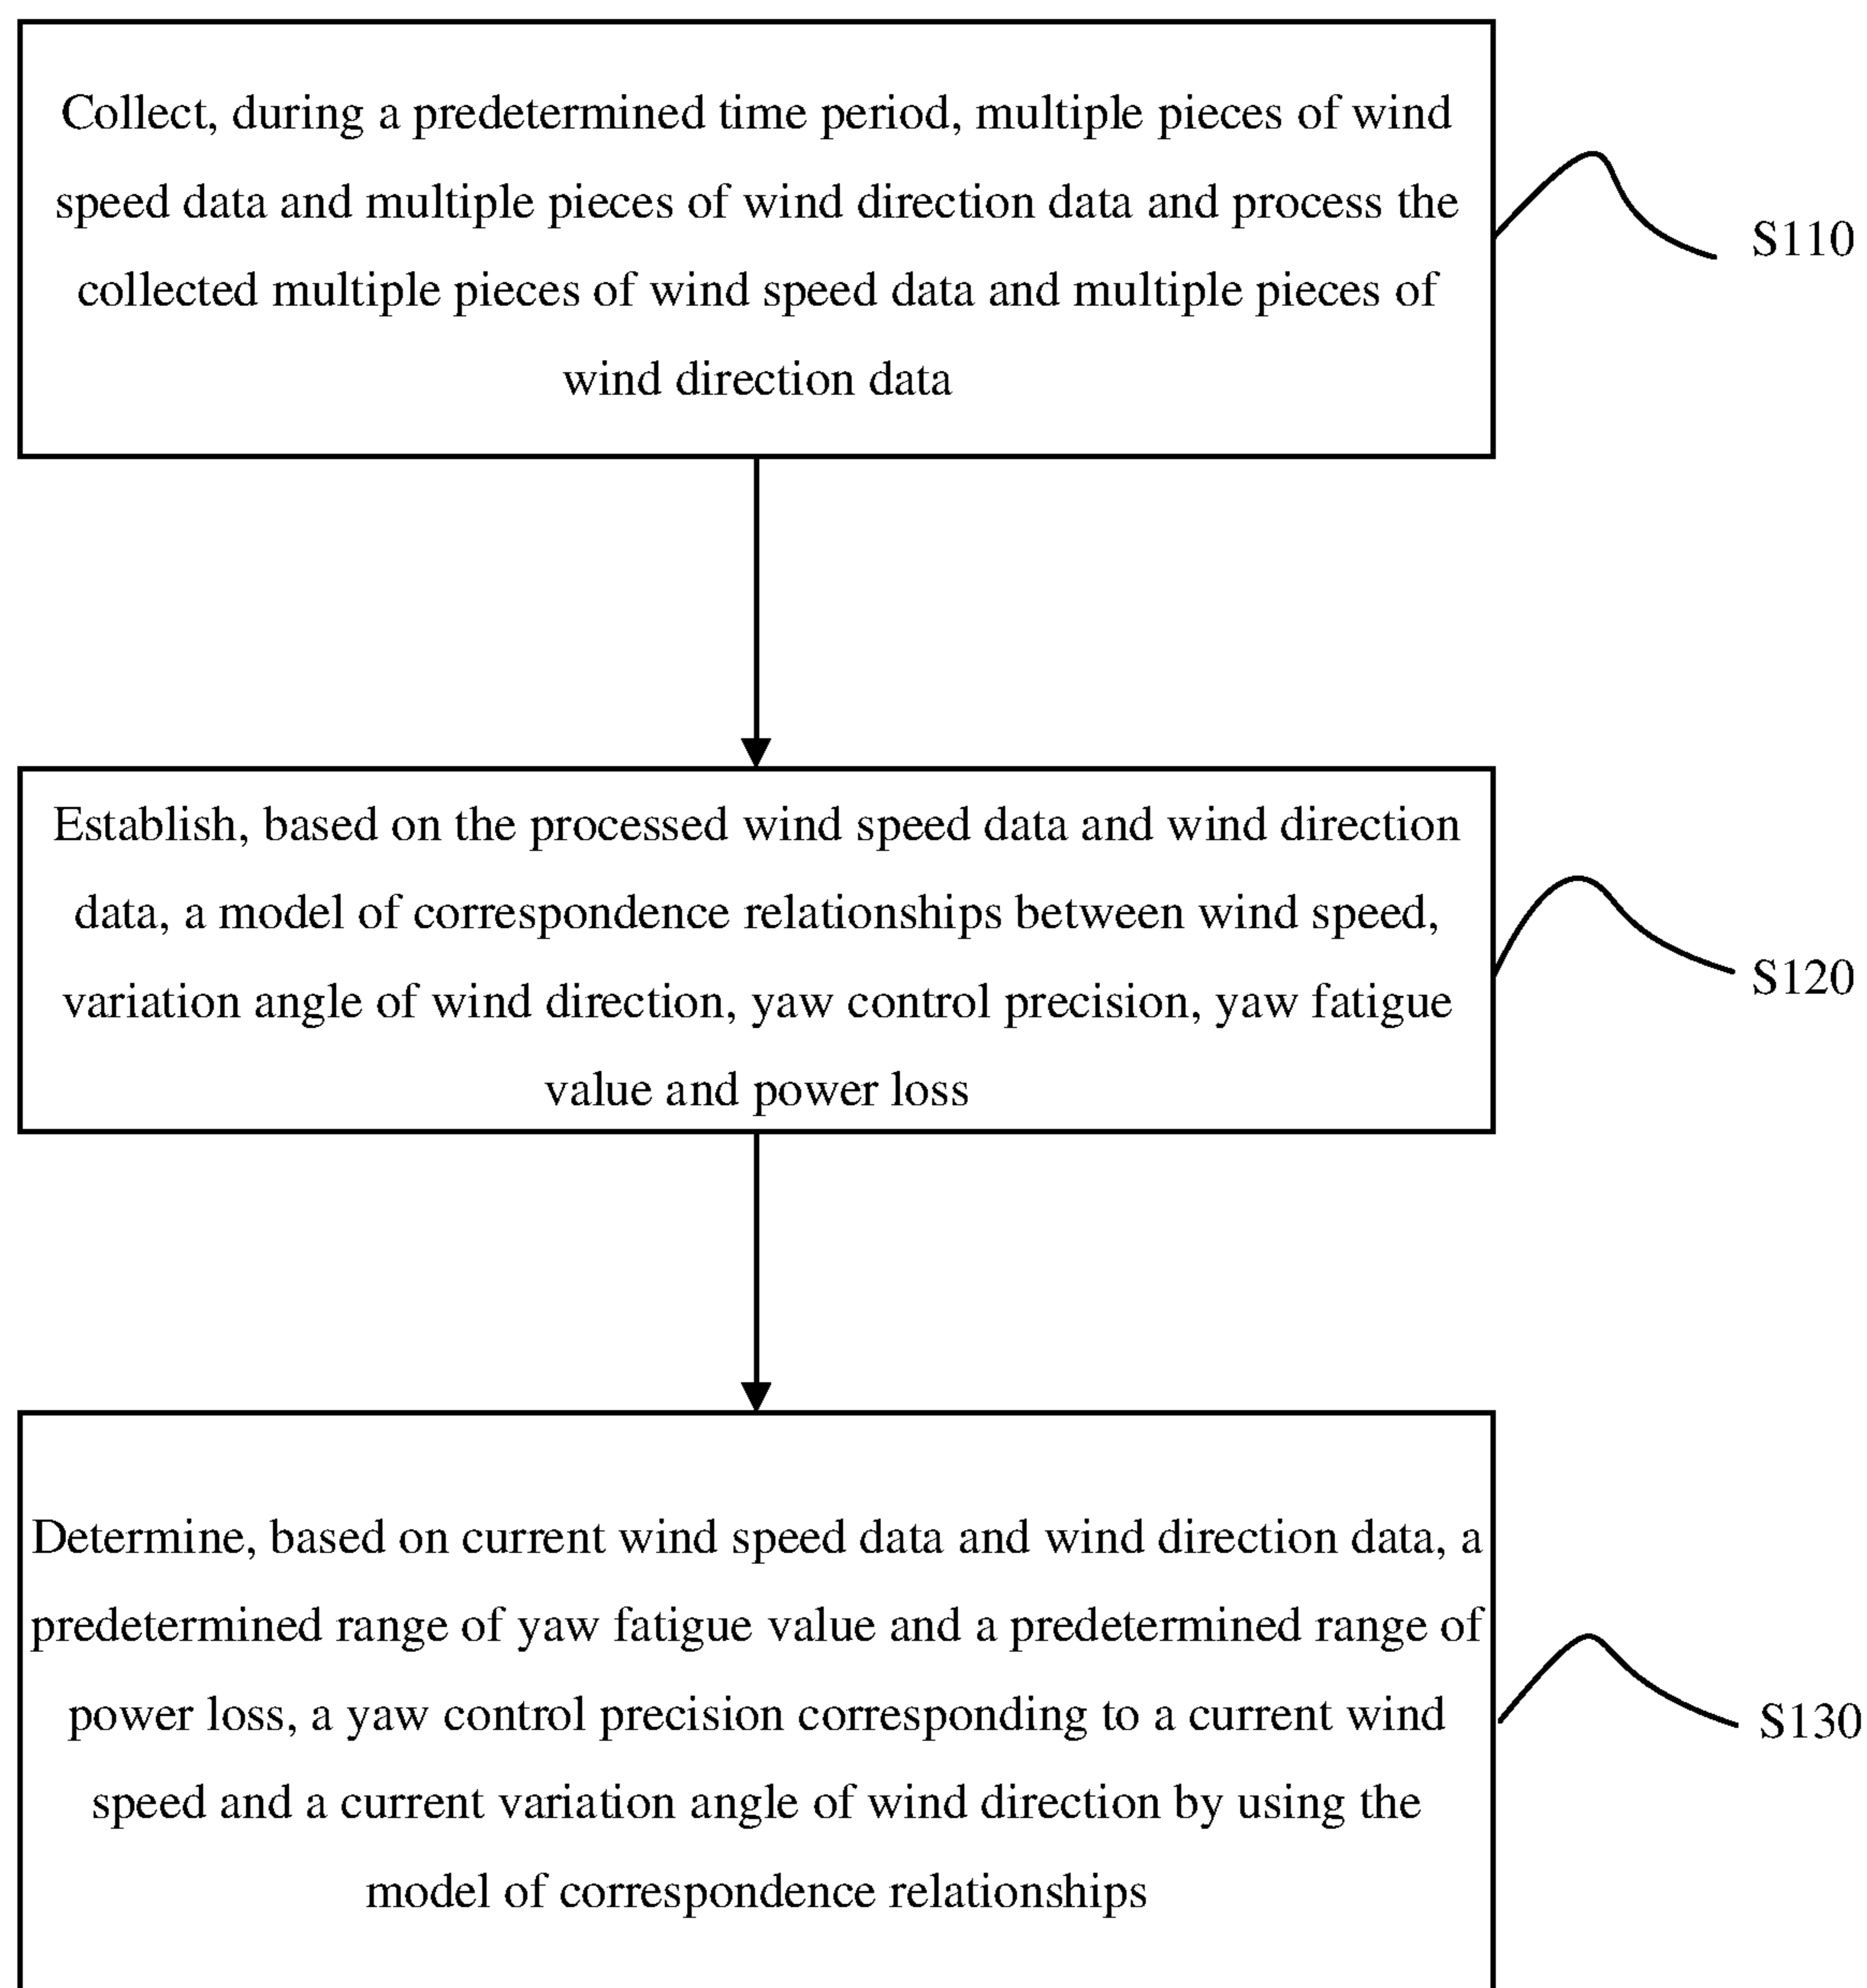 Collect, during a predetermined time period, multiple pieces of wind
speed data and multiple pieces of wind direction data and process the
collected multiple pieces of wind speed data and multiple pieces of
wind direction data
S110
Establish, based on the processed wind speed data and wind direction
data, a model of correspondence relationships between wind speed,
variation angle of wind direction, yaw control precision, yaw fatigue
value and power loss
S120
Determine, based on current wind speed data and wind direction data, a
predetermined range of yaw fatigue value and a predetermined range of
power loss, a yaw control precision corresponding to a current wind
speed and a current variation angle of wind direction by using the
model of correspondence relationships
S130